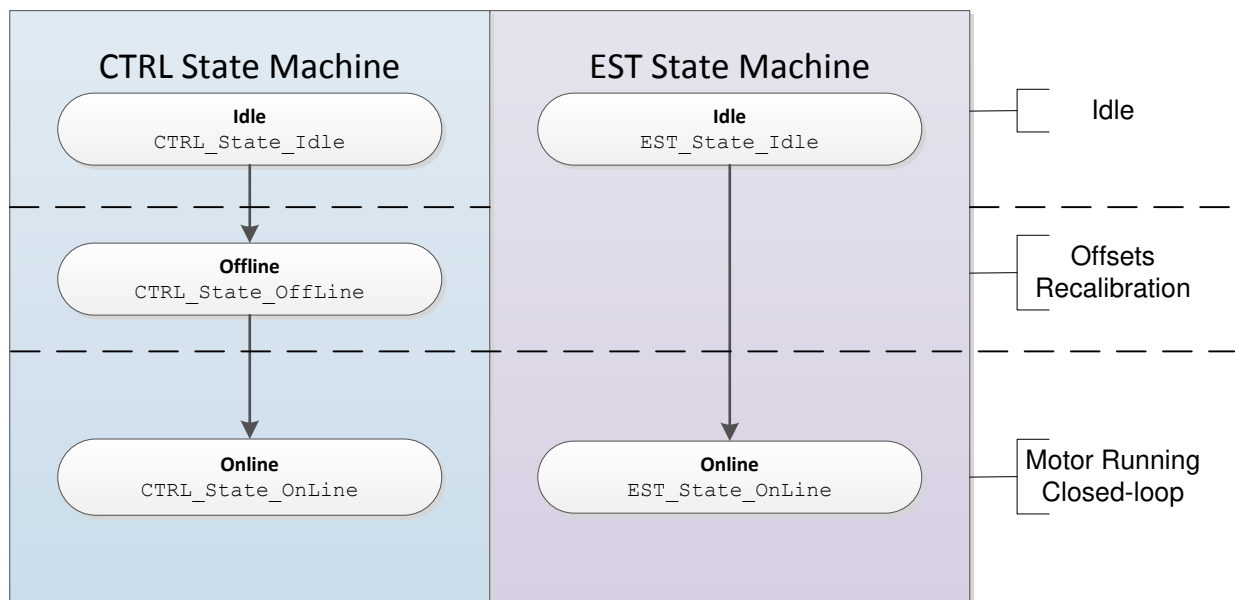 CTRL State Machine
Idle
CTRL_State_Idle
Offline
CTRL_State_OffLine
Online
CTRL_State_OnLine
EST State Machine
Idle
EST_State_Idle
Online
EST_State_OnLine
Idle
Offsets
Recalibration
Motor Running
Closed-loop